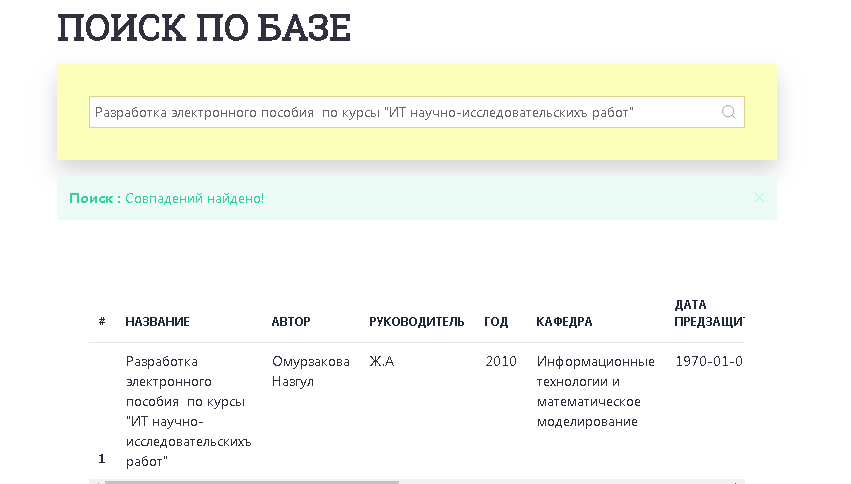 ПОИСК ПО БАЗЕ
Разработка электронного пособия  по курсы "ИТ научно-исследовательскихъ работ"
Поиск : Совпадений найдено!
# НАЗВАНИЕ АВТОР РУКОВОДИТЕЛЬ ГОД КАФЕДРА ДАТА
ПРЕДЗАЩИТ
Разработка Омурзакова Ж.А 2010 Информационные 1970-01-0
электронного Назгул технологии и
пособия  по курсы математическое
"ИТ научно- моделирование
исследовательскихъ
1 работ"